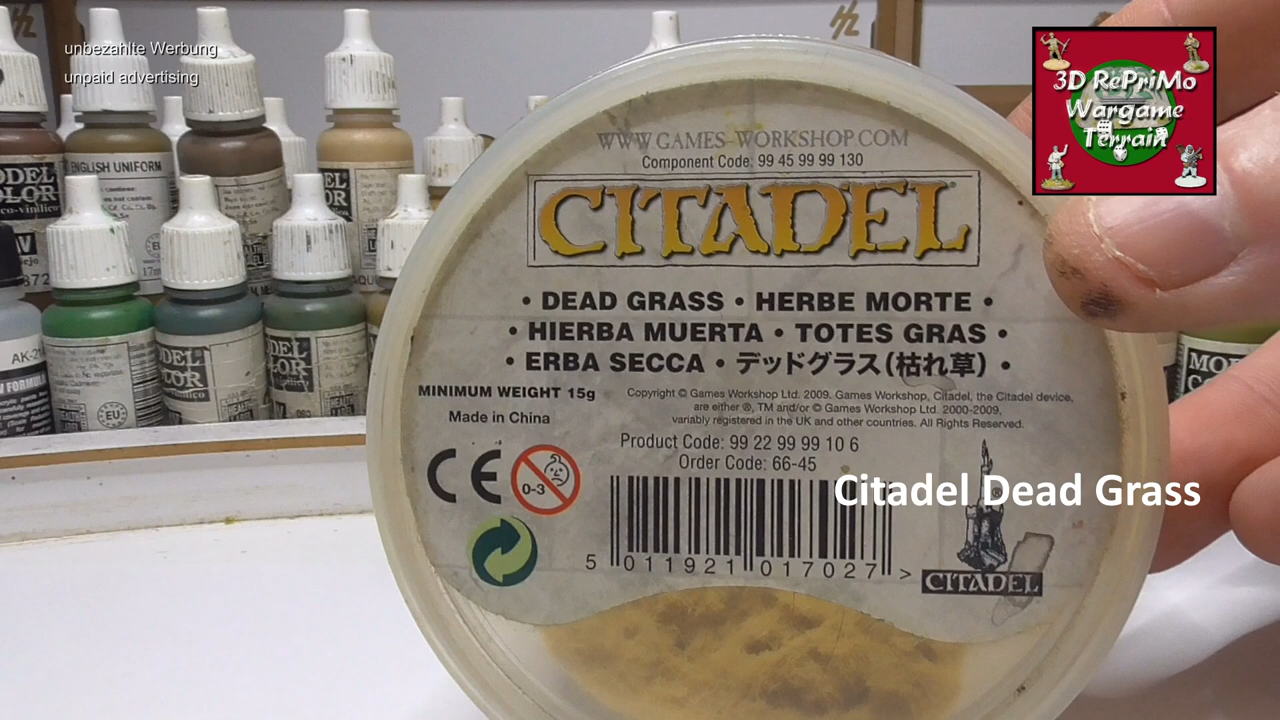 unbezahlte Werbung
unpaid advertising
3D RePriMo
Wargame
Terrain
WWW.GAMES-WORKSHOP.COM
Component Code: 99 45 99 99 130
CITADEL
• DEAD GRASS • HERBE MORTE •
• HIERBA MUERTA • TOTES GRAS •
• ERBA SECCA • デッドグラス(枯れ草) •
MINIMUM WEIGHT 15g
Made in China
Copyright © Games Workshop Ltd. 2009. Games Workshop, Citadel, the Citadel device,
are either ®, TM and/or © Games Workshop Ltd. 2000-2009,
variably registered in the UK and other countries. All Rights Reserved.
Product Code: 99 22 99 99 10 6
Order Code: 66-45
CE
0-3
5 011921 017027 >
CITADEL
Citadel Dead Grass
ENGLISH UNIFORM
EU